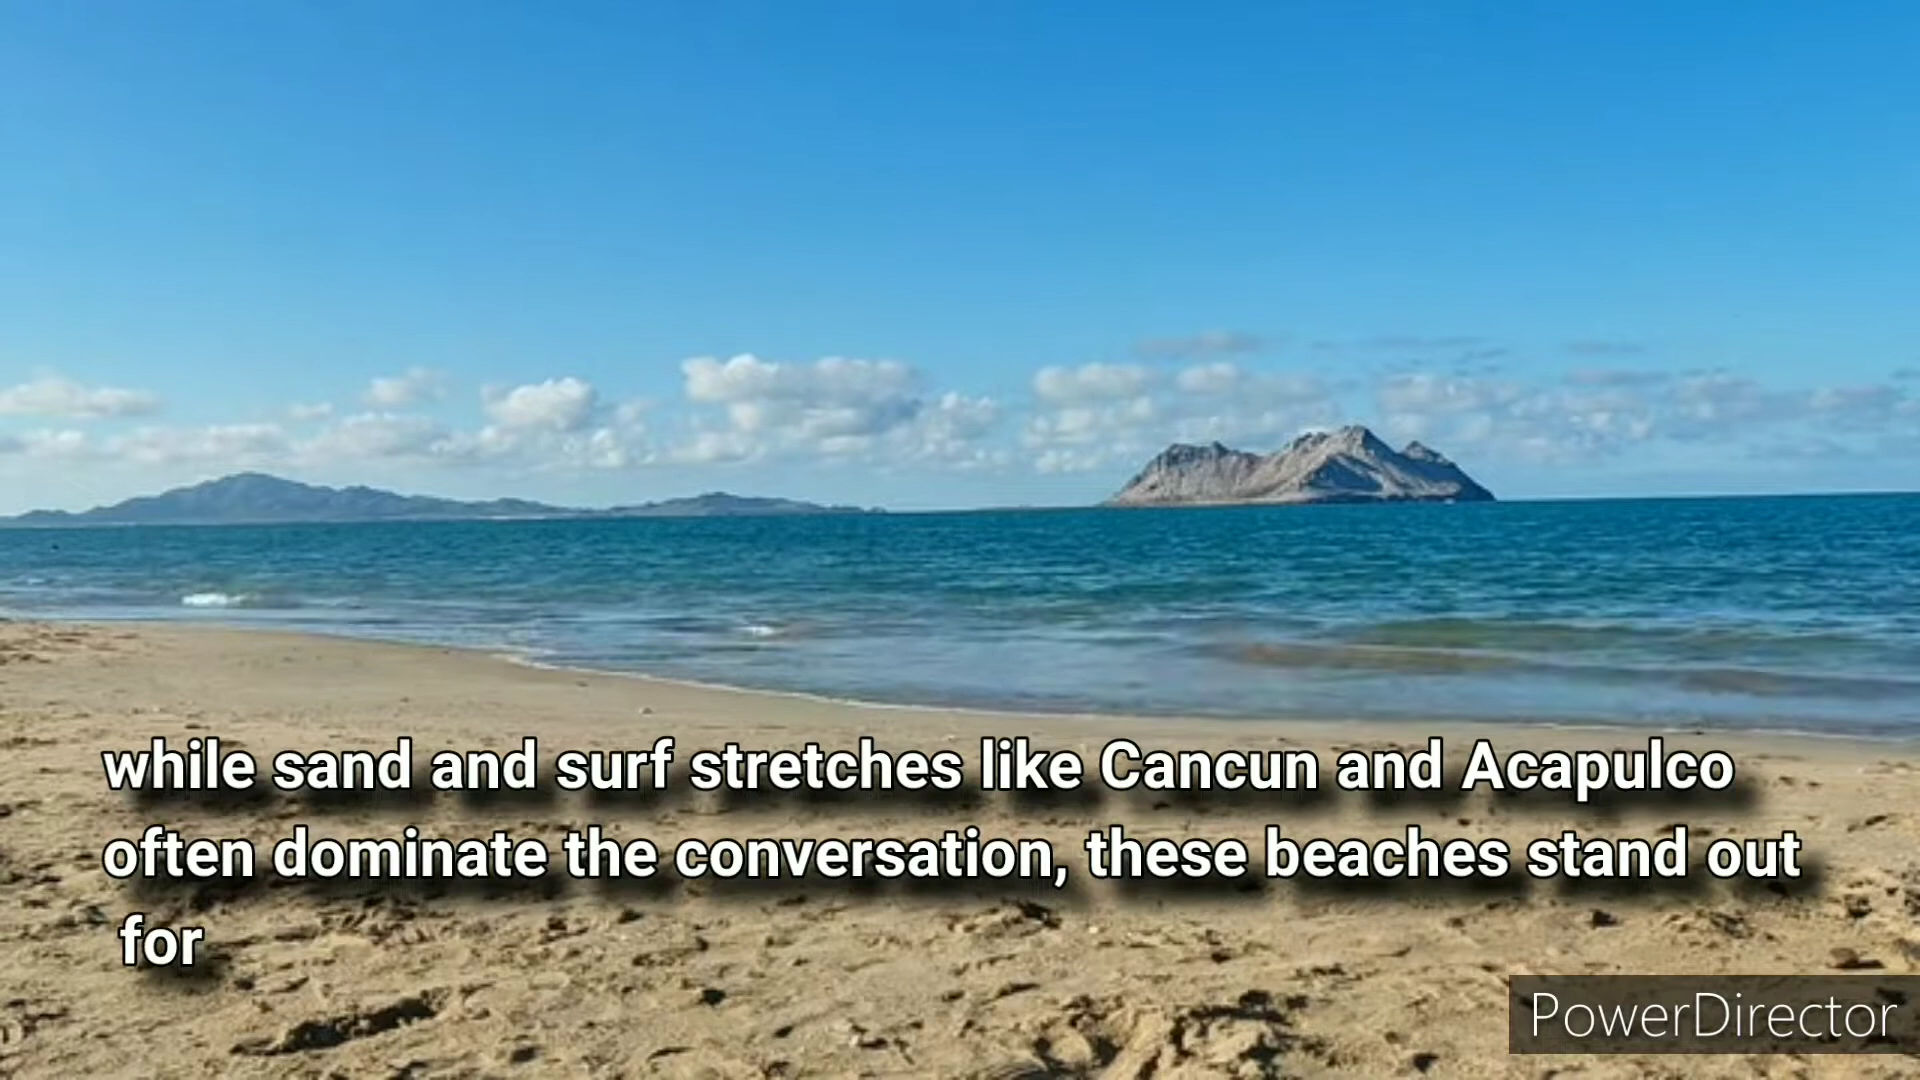 while sand and surf stretches like Cancun and Acapulco
often dominate the conversation, these beaches stand out
for
PowerDirector